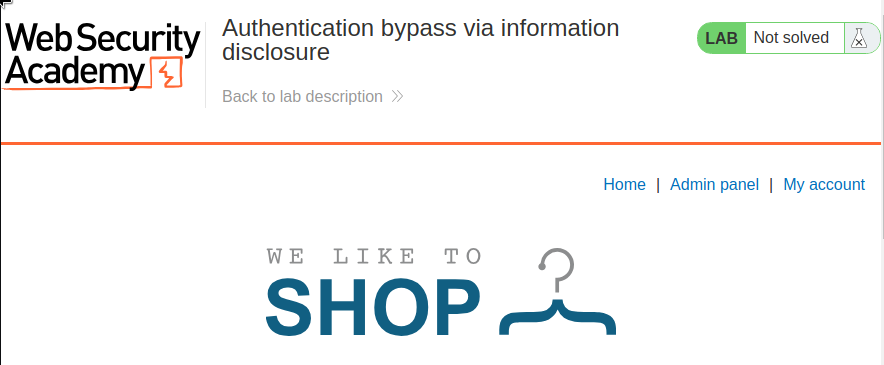 Web Security
Academy
Authentication bypass via information
disclosure
Back to lab description
LAB Not solved
Home | Admin panel | My account
WE LIKE TO
SHOP